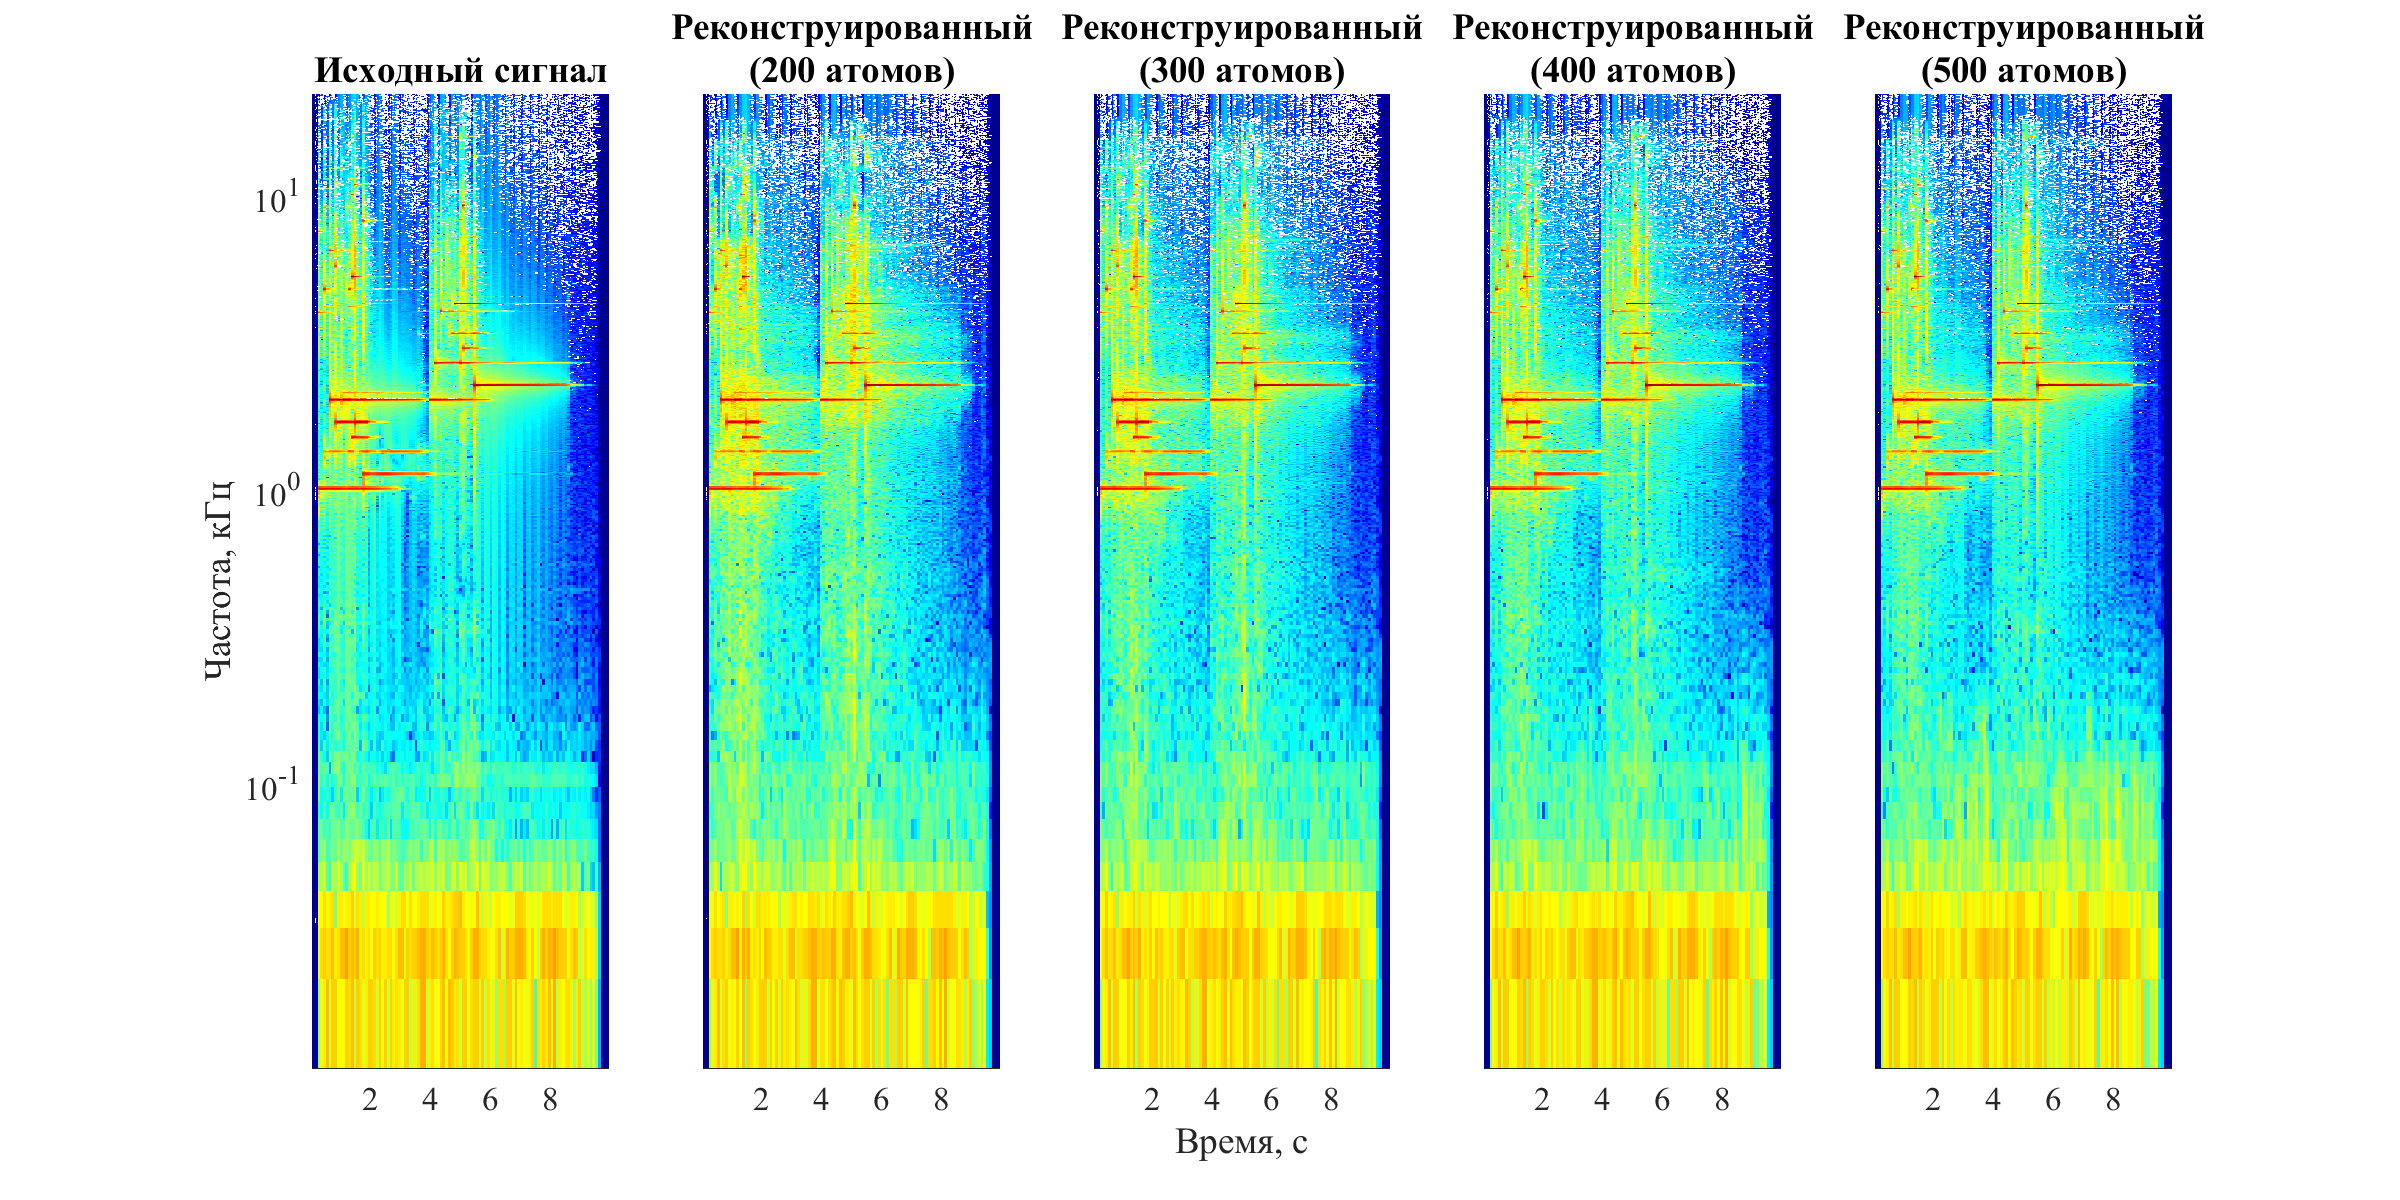 Исходный сигнал
Реконструированный
(200 атомов)
Реконструированный
(300 атомов)
Реконструированный
(400 атомов)
Реконструированный
(500 атомов)
Частота, кГц
10^1
10^0
10^-1
2 4 6 8
2 4 6 8
2 4 6 8
2 4 6 8
2 4 6 8
Время, с